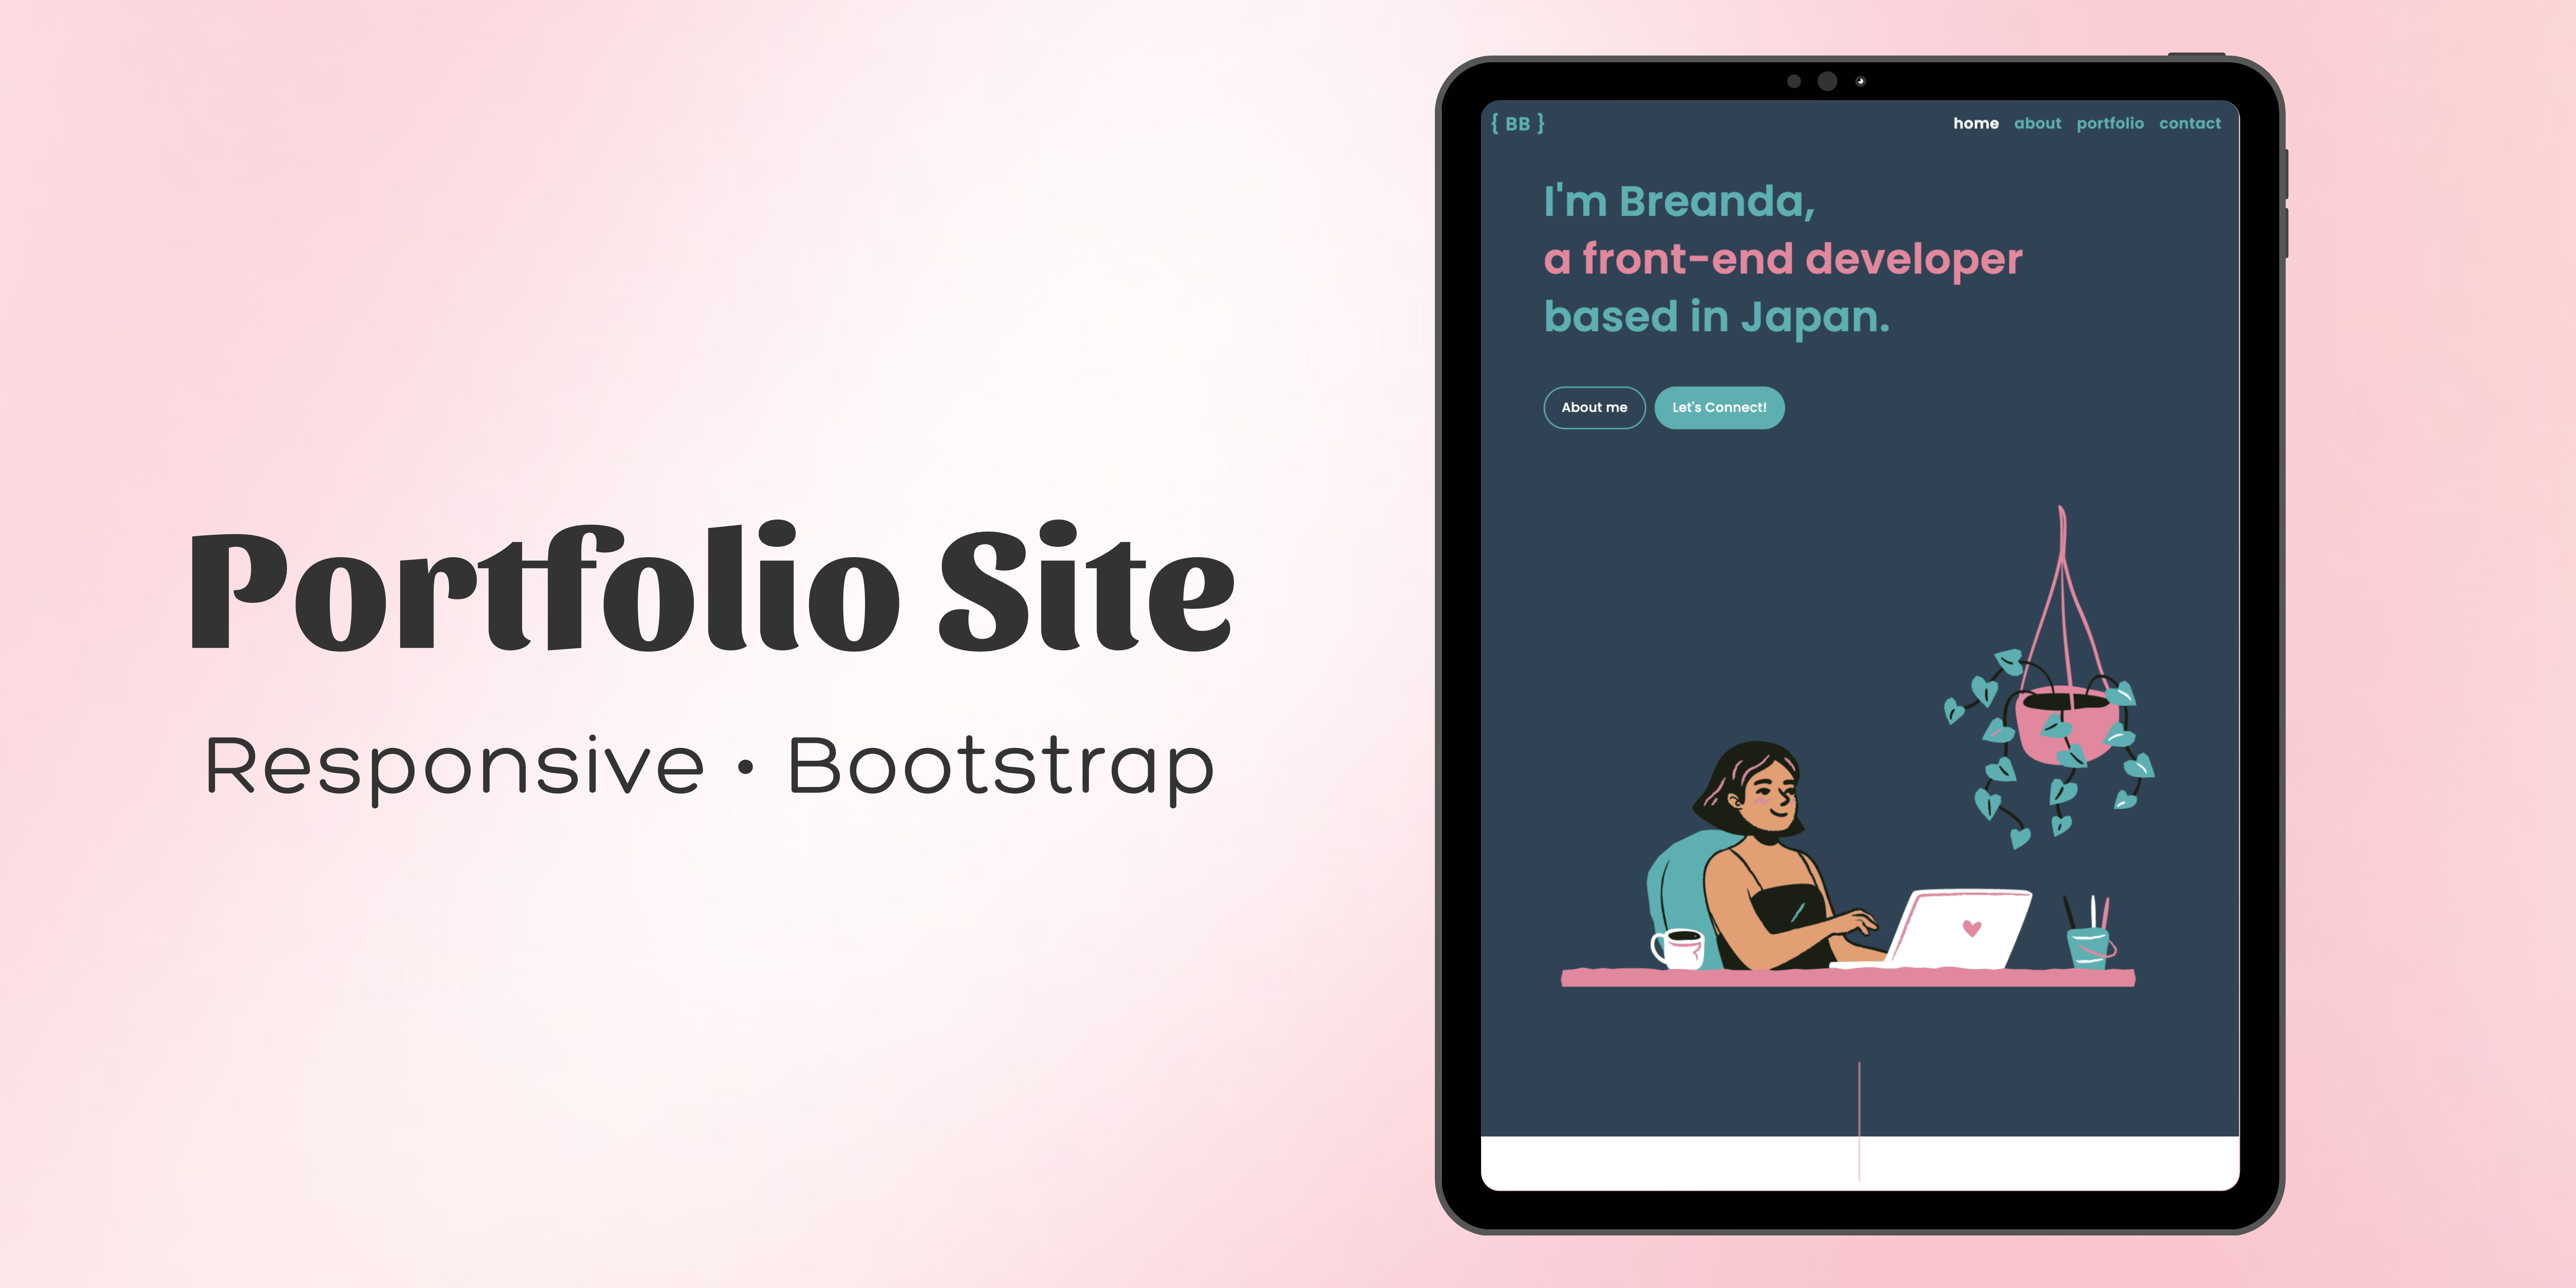 Portfolio Site
Responsive • Bootstrap
{ BB }
home about portfolio contact
I'm Breanda,
a front-end developer
based in Japan.
About me
Let's Connect!